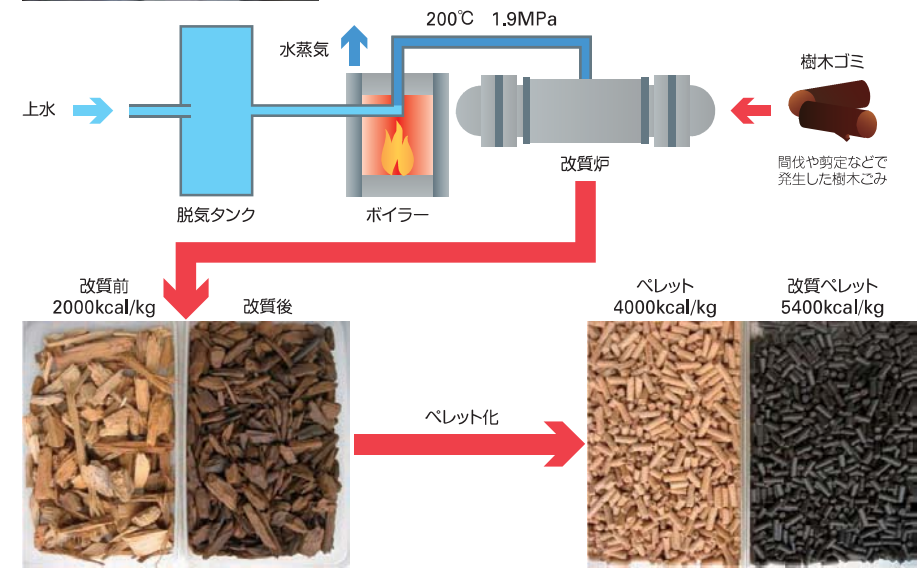 200℃ 1.9MPa
水蒸気
樹木ゴミ
上水
改質炉
間伐や剪定などで
発生した樹木ごみ
脱気タンク
ボイラー
改質前
2000kcal/kg
改質後
ペレット
4000kcal/kg
改質ペレット
5400kcal/kg
ペレット化